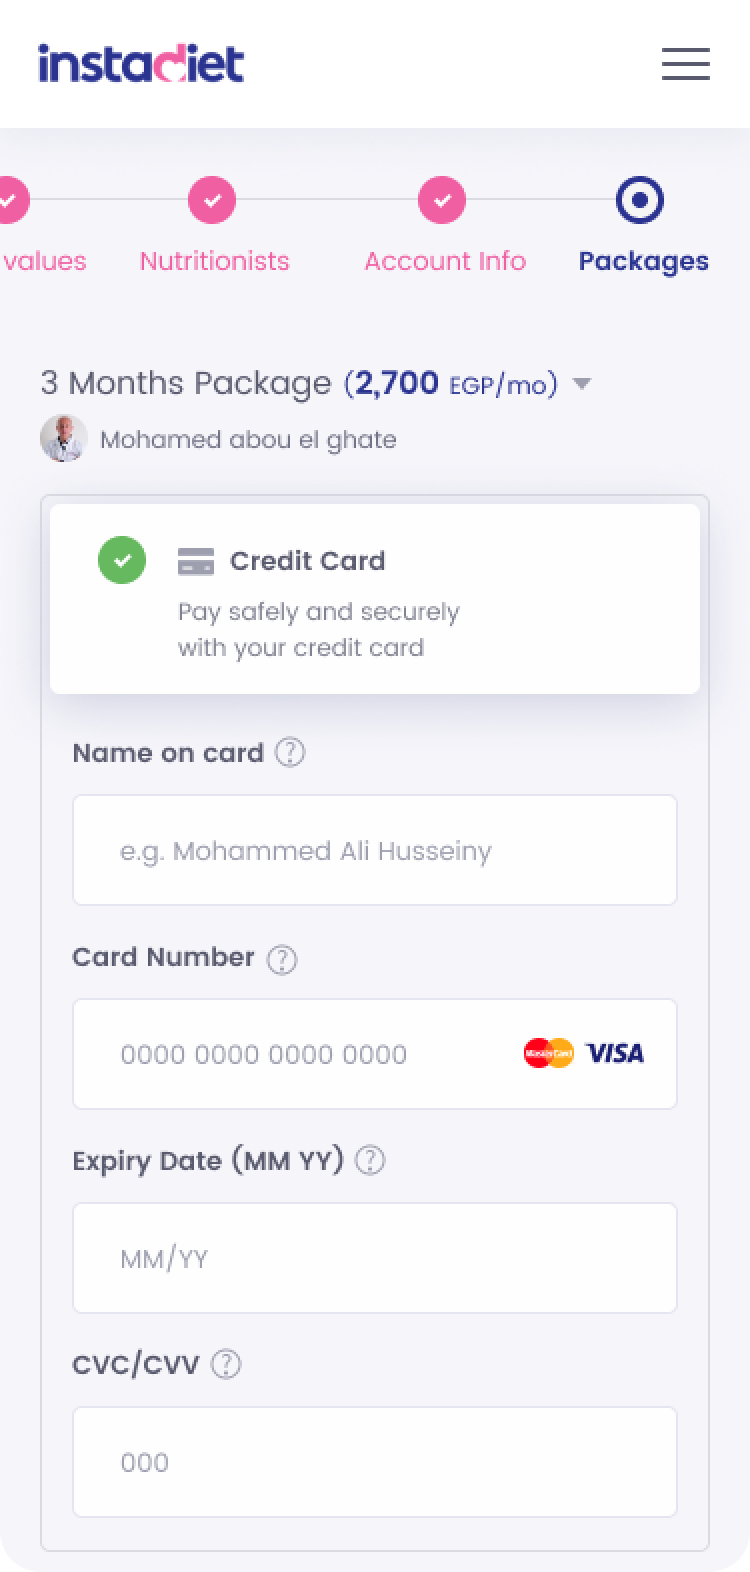 instadiet
values Nutritionists Account Info Packages
3 Months Package (2,700 EGP/mo)
Mohamed abou el ghate
Credit Card
Pay safely and securely
with your credit card
Name on card ?
e.g. Mohammed Ali Husseiny
Card Number ?
0000 0000 0000 0000 MasterCard VISA
Expiry Date (MM YY) ?
MM/YY
CVC/CVV ?
000